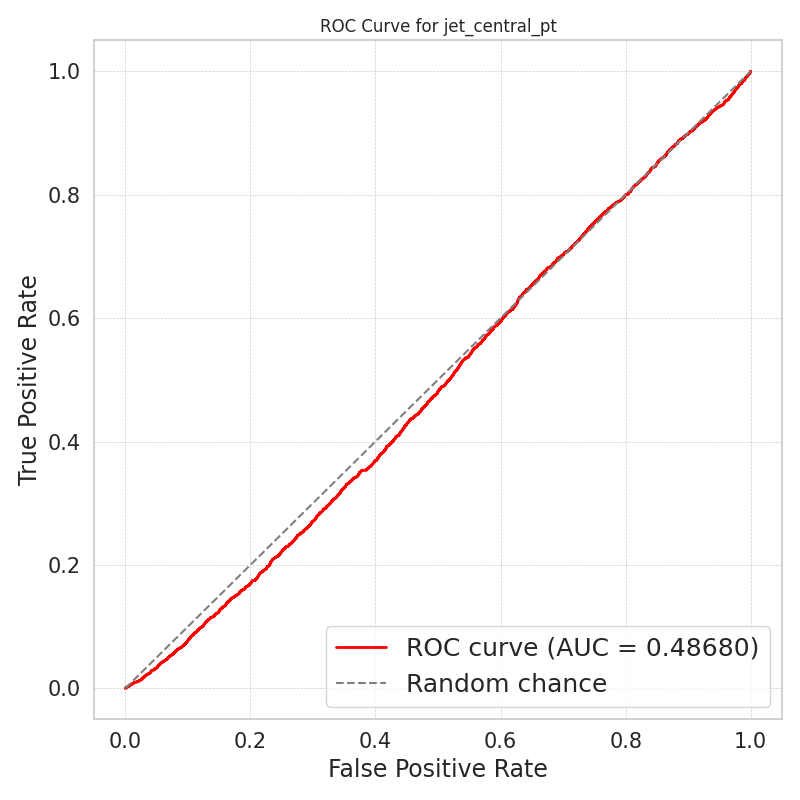 ROC Curve for jet_central_pt
1.0
0.8
0.6
0.4
0.2
0.0
True Positive Rate
ROC curve (AUC = 0.48680)
Random chance
0.0 0.2 0.4 0.6 0.8 1.0
False Positive Rate